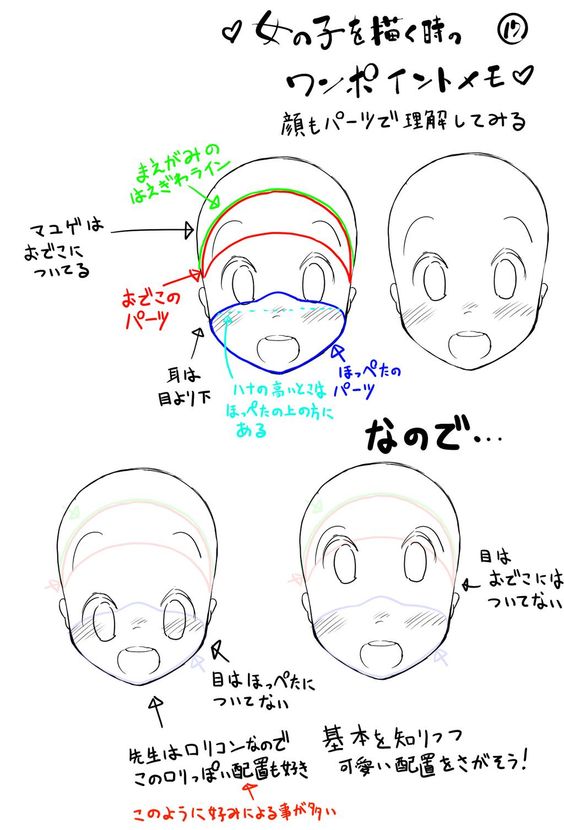 ♡女の子を描く時の ⑰
ワンポイントメモ♡
顔もパーツで理解してみる
まえがみの
はえぎわライン
マユゲは
おでこに
ついてる
おでこの
パーツ
耳は
目より下
ハナの高いとこは
ほっぺたの上の方に
ある
ほっぺたの
パーツ
なので…
目は
おでこには
ついてない
目はほっぺたに
ついてない
先生はロリコンなので
このロリっぽい配置も好き
このように好みによる事が多い
基本を知りつつ
可愛い配置をさがそう!